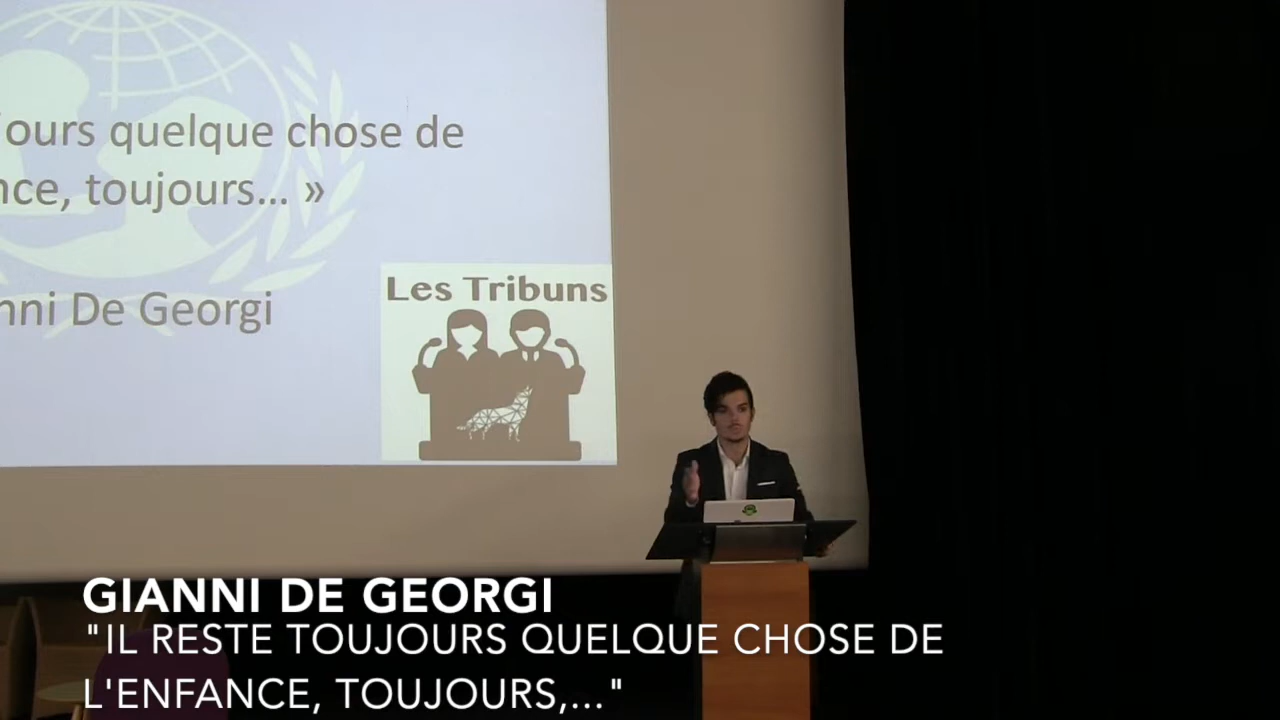 jours quelque chose de
nce, toujours... »
nni De Georgi
Les Tribuns
GIANNI DE GEORGI
"IL RESTE TOUJOURS QUELQUE CHOSE DE
L'ENFANCE, TOUJOURS,..."